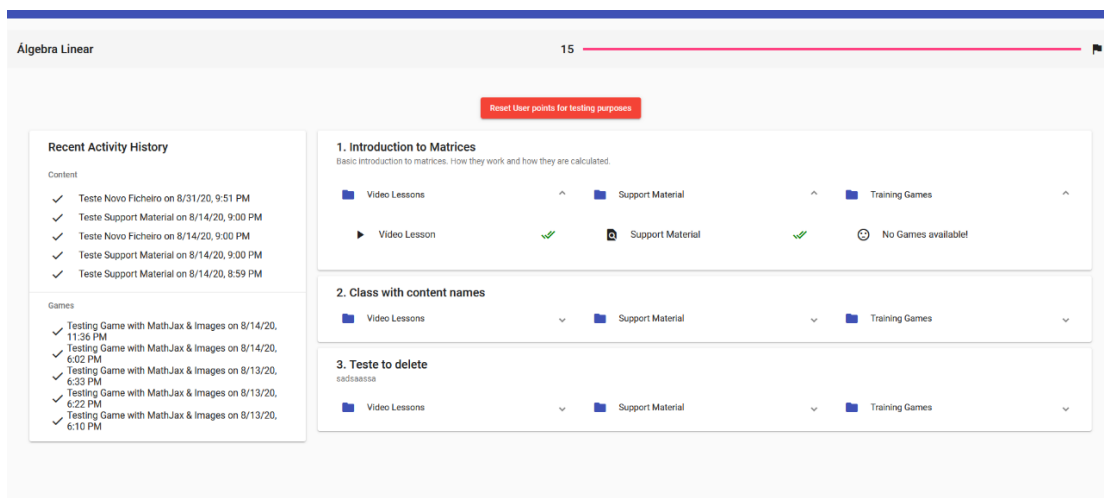 Álgebra Linear
15
Reset User points for testing purposes
Recent Activity History
Content
Teste Novo Ficheiro on 8/31/20, 9:51 PM
Teste Support Material on 8/14/20, 9:00 PM
Teste Novo Ficheiro on 8/14/20, 9:00 PM
Teste Support Material on 8/14/20, 9:00 PM
Teste Support Material on 8/14/20, 8:59 PM
Games
Testing Game with MathJax & Images on 8/14/20,
11:36 PM
Testing Game with MathJax & Images on 8/14/20,
6:02 PM
Testing Game with MathJax & Images on 8/13/20,
6:33 PM
Testing Game with MathJax & Images on 8/13/20,
6:22 PM
Testing Game with MathJax & Images on 8/13/20,
6:10 PM
1. Introduction to Matrices
Basic introduction to matrices. How they work and how they are calculated.
Video Lessons
Support Material
Training Games
Video Lesson
Support Material
No Games available!
2. Class with content names
Video Lessons
Support Material
Training Games
3. Teste to delete
sadsaassa
Video Lessons
Support Material
Training Games